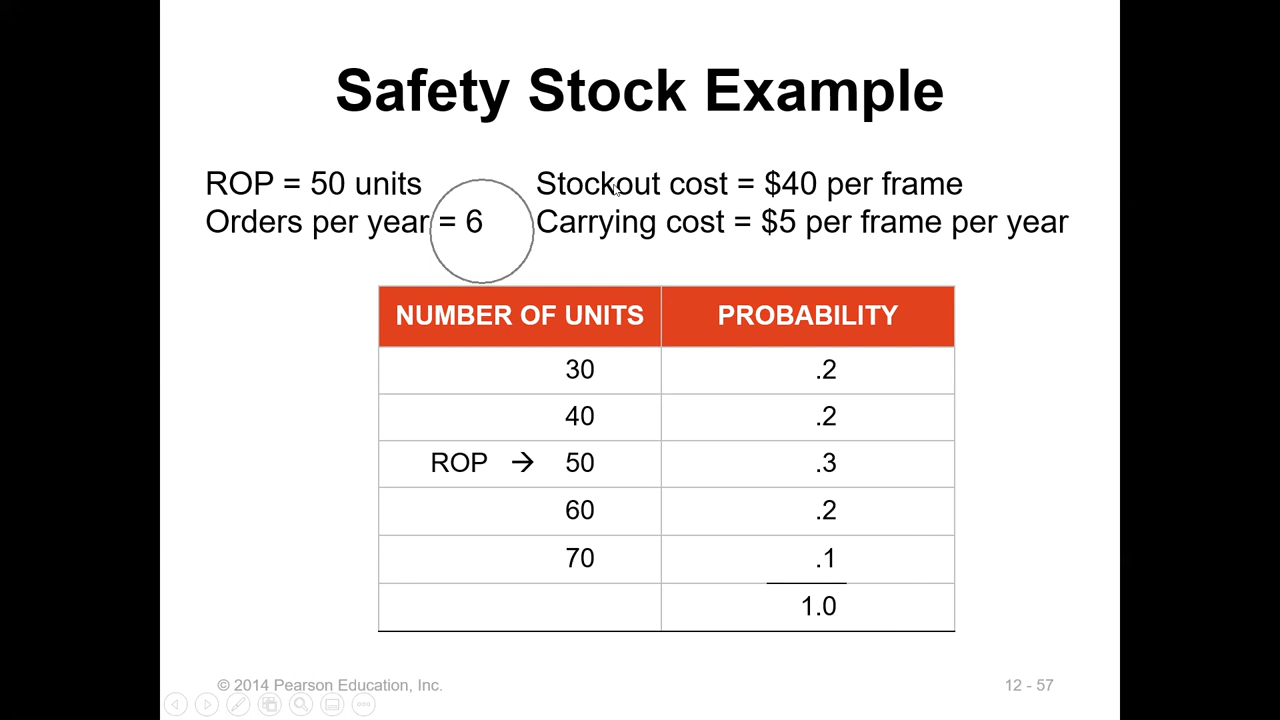 Safety Stock Example
ROP = 50 units Stockout cost = $40 per frame
Orders per year = 6 Carrying cost = $5 per frame per year
NUMBER OF UNITS PROBABILITY
30 .2
40 .2
ROP → 50 .3
60 .2
70 .1
1.0
© 2014 Pearson Education, Inc. 12 - 57